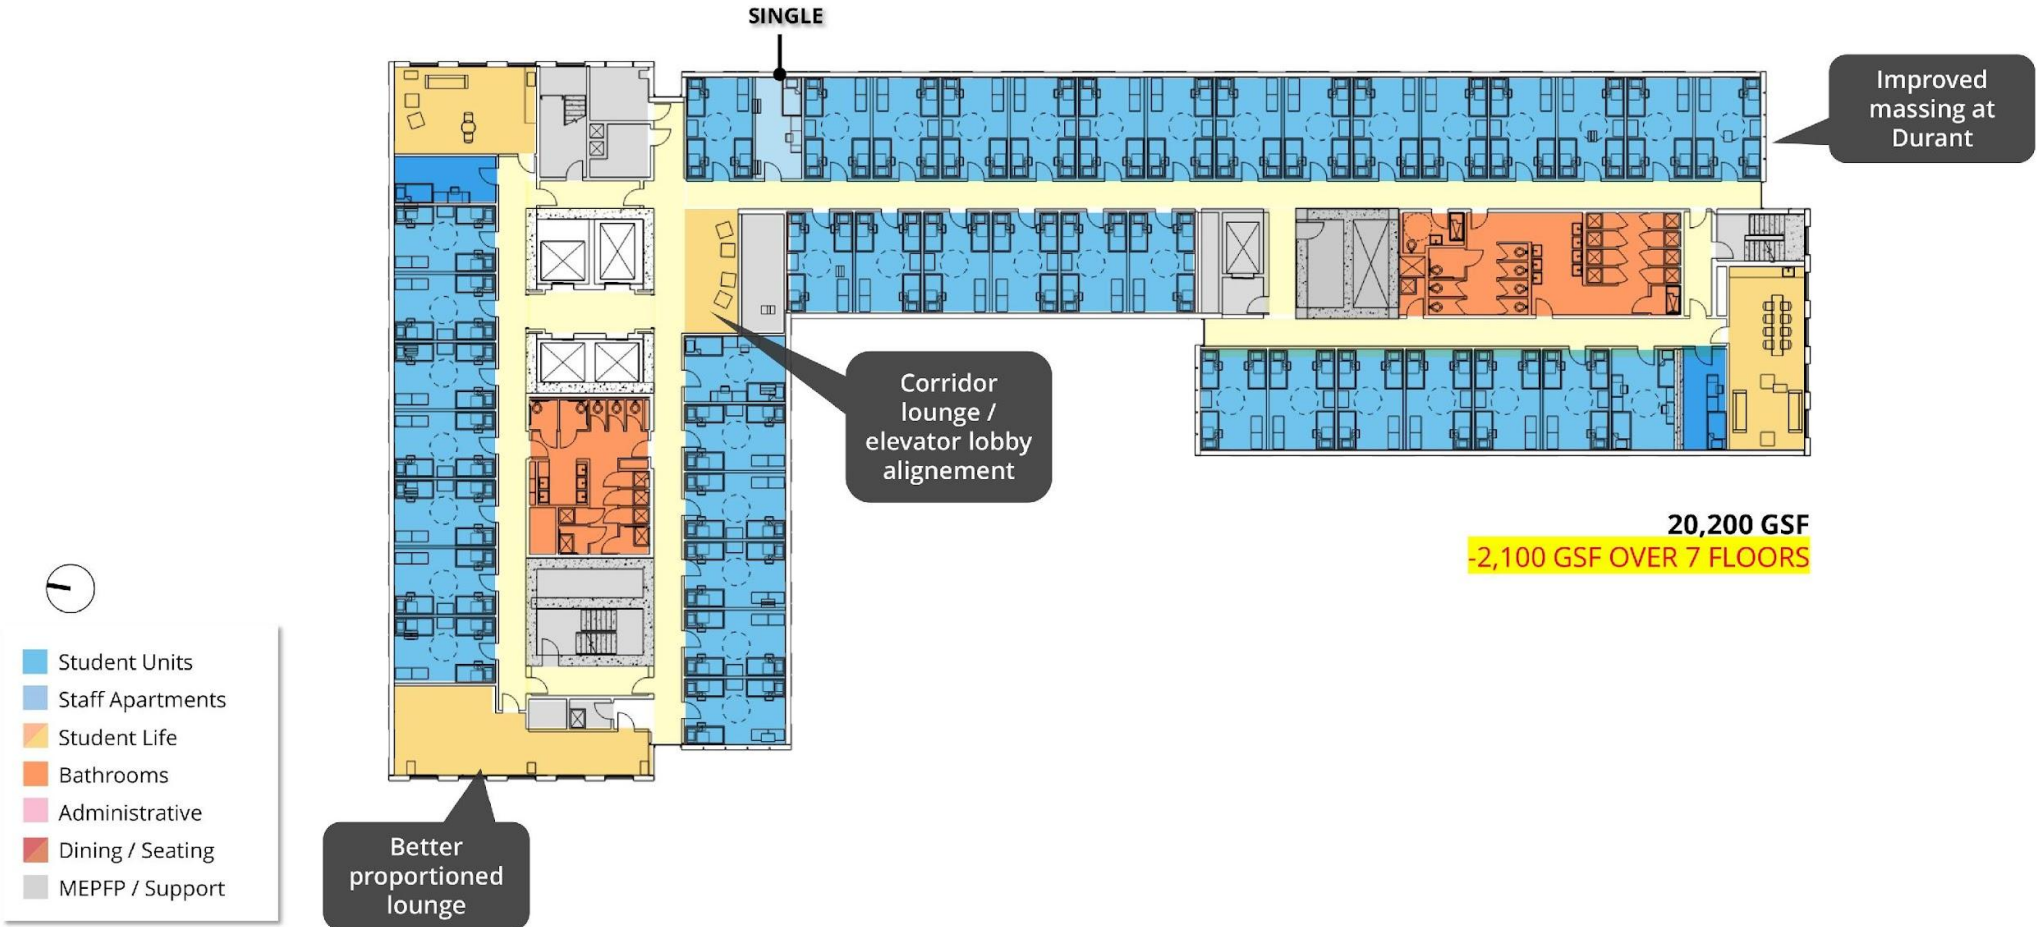 SINGLE
Improved
massing at
Durant
Corridor
lounge /
elevator lobby
alignement
20,200 GSF
-2,100 GSF OVER 7 FLOORS
Student Units
Staff Apartments
Student Life
Bathrooms
Administrative
Dining / Seating
MEPFP / Support
Better
proportioned
lounge